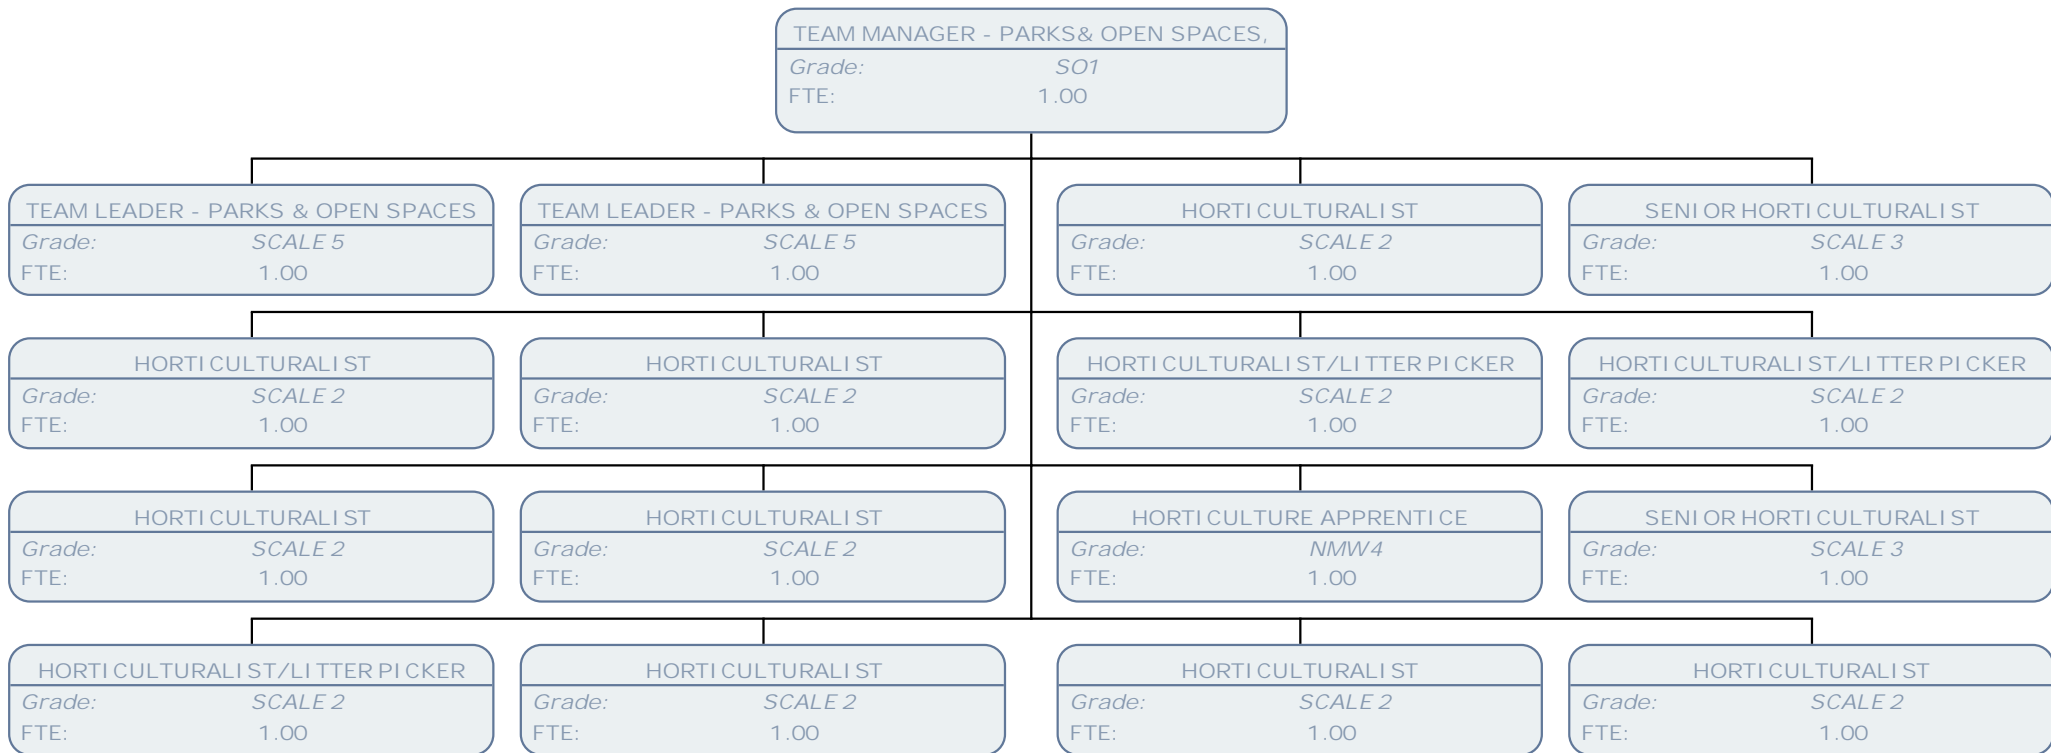 TEAM MANAGER - PARKS& OPEN SPACES,
Grade: SO1
FTE: 1.00
TEAM LEADER - PARKS & OPEN SPACES
Grade: SCALE 5
FTE: 1.00
TEAM LEADER - PARKS & OPEN SPACES
Grade: SCALE 5
FTE: 1.00
HORTICULTURALIST
Grade: SCALE 2
FTE: 1.00
SENIOR HORTICULTURALIST
Grade: SCALE 3
FTE: 1.00
HORTICULTURALIST
Grade: SCALE 2
FTE: 1.00
HORTICULTURALIST
Grade: SCALE 2
FTE: 1.00
HORTICULTURALIST/LITTER PICKER
Grade: SCALE 2
FTE: 1.00
HORTICULTURALIST/LITTER PICKER
Grade: SCALE 2
FTE: 1.00
HORTICULTURALIST
Grade: SCALE 2
FTE: 1.00
HORTICULTURALIST
Grade: SCALE 2
FTE: 1.00
HORTICULTURE APPRENTICE
Grade: NMW4
FTE: 1.00
SENIOR HORTICULTURALIST
Grade: SCALE 3
FTE: 1.00
HORTICULTURALIST/LITTER PICKER
Grade: SCALE 2
FTE: 1.00
HORTICULTURALIST
Grade: SCALE 2
FTE: 1.00
HORTICULTURALIST
Grade: SCALE 2
FTE: 1.00
HORTICULTURALIST
Grade: SCALE 2
FTE: 1.00